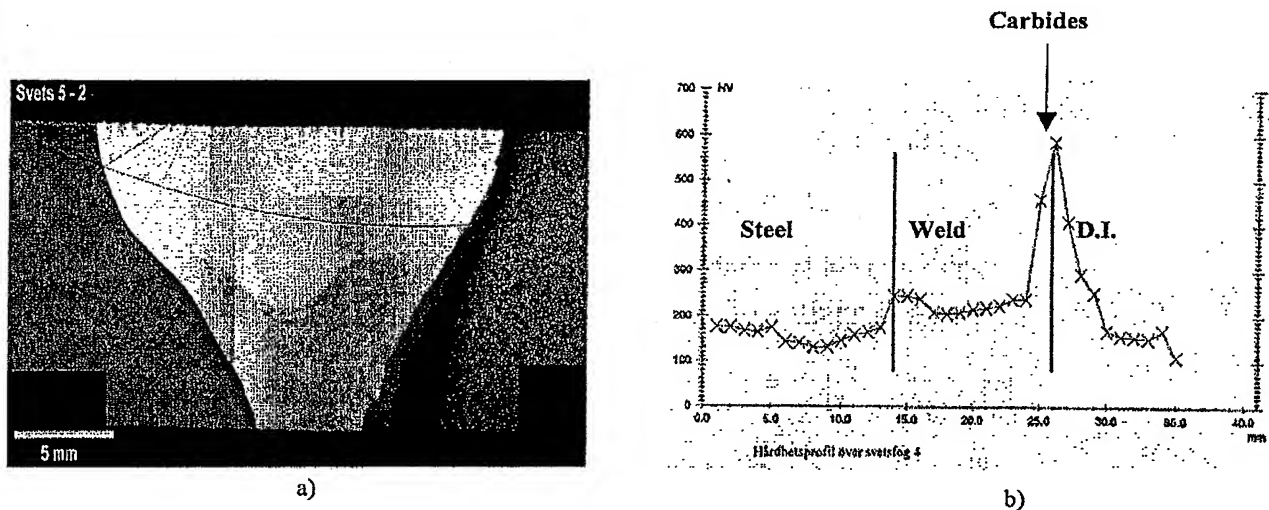 Svets 5 - 2
5 mm
a)
Carbides
HV
700
600
500
400
300
200
100
0
Steel
Weld
D.I.
0.0
5.0
10.0
15.0
20.0
25.0
30.0
35.0
40.0
mm
Hårdhetsprofil över svetsfog 4
b)